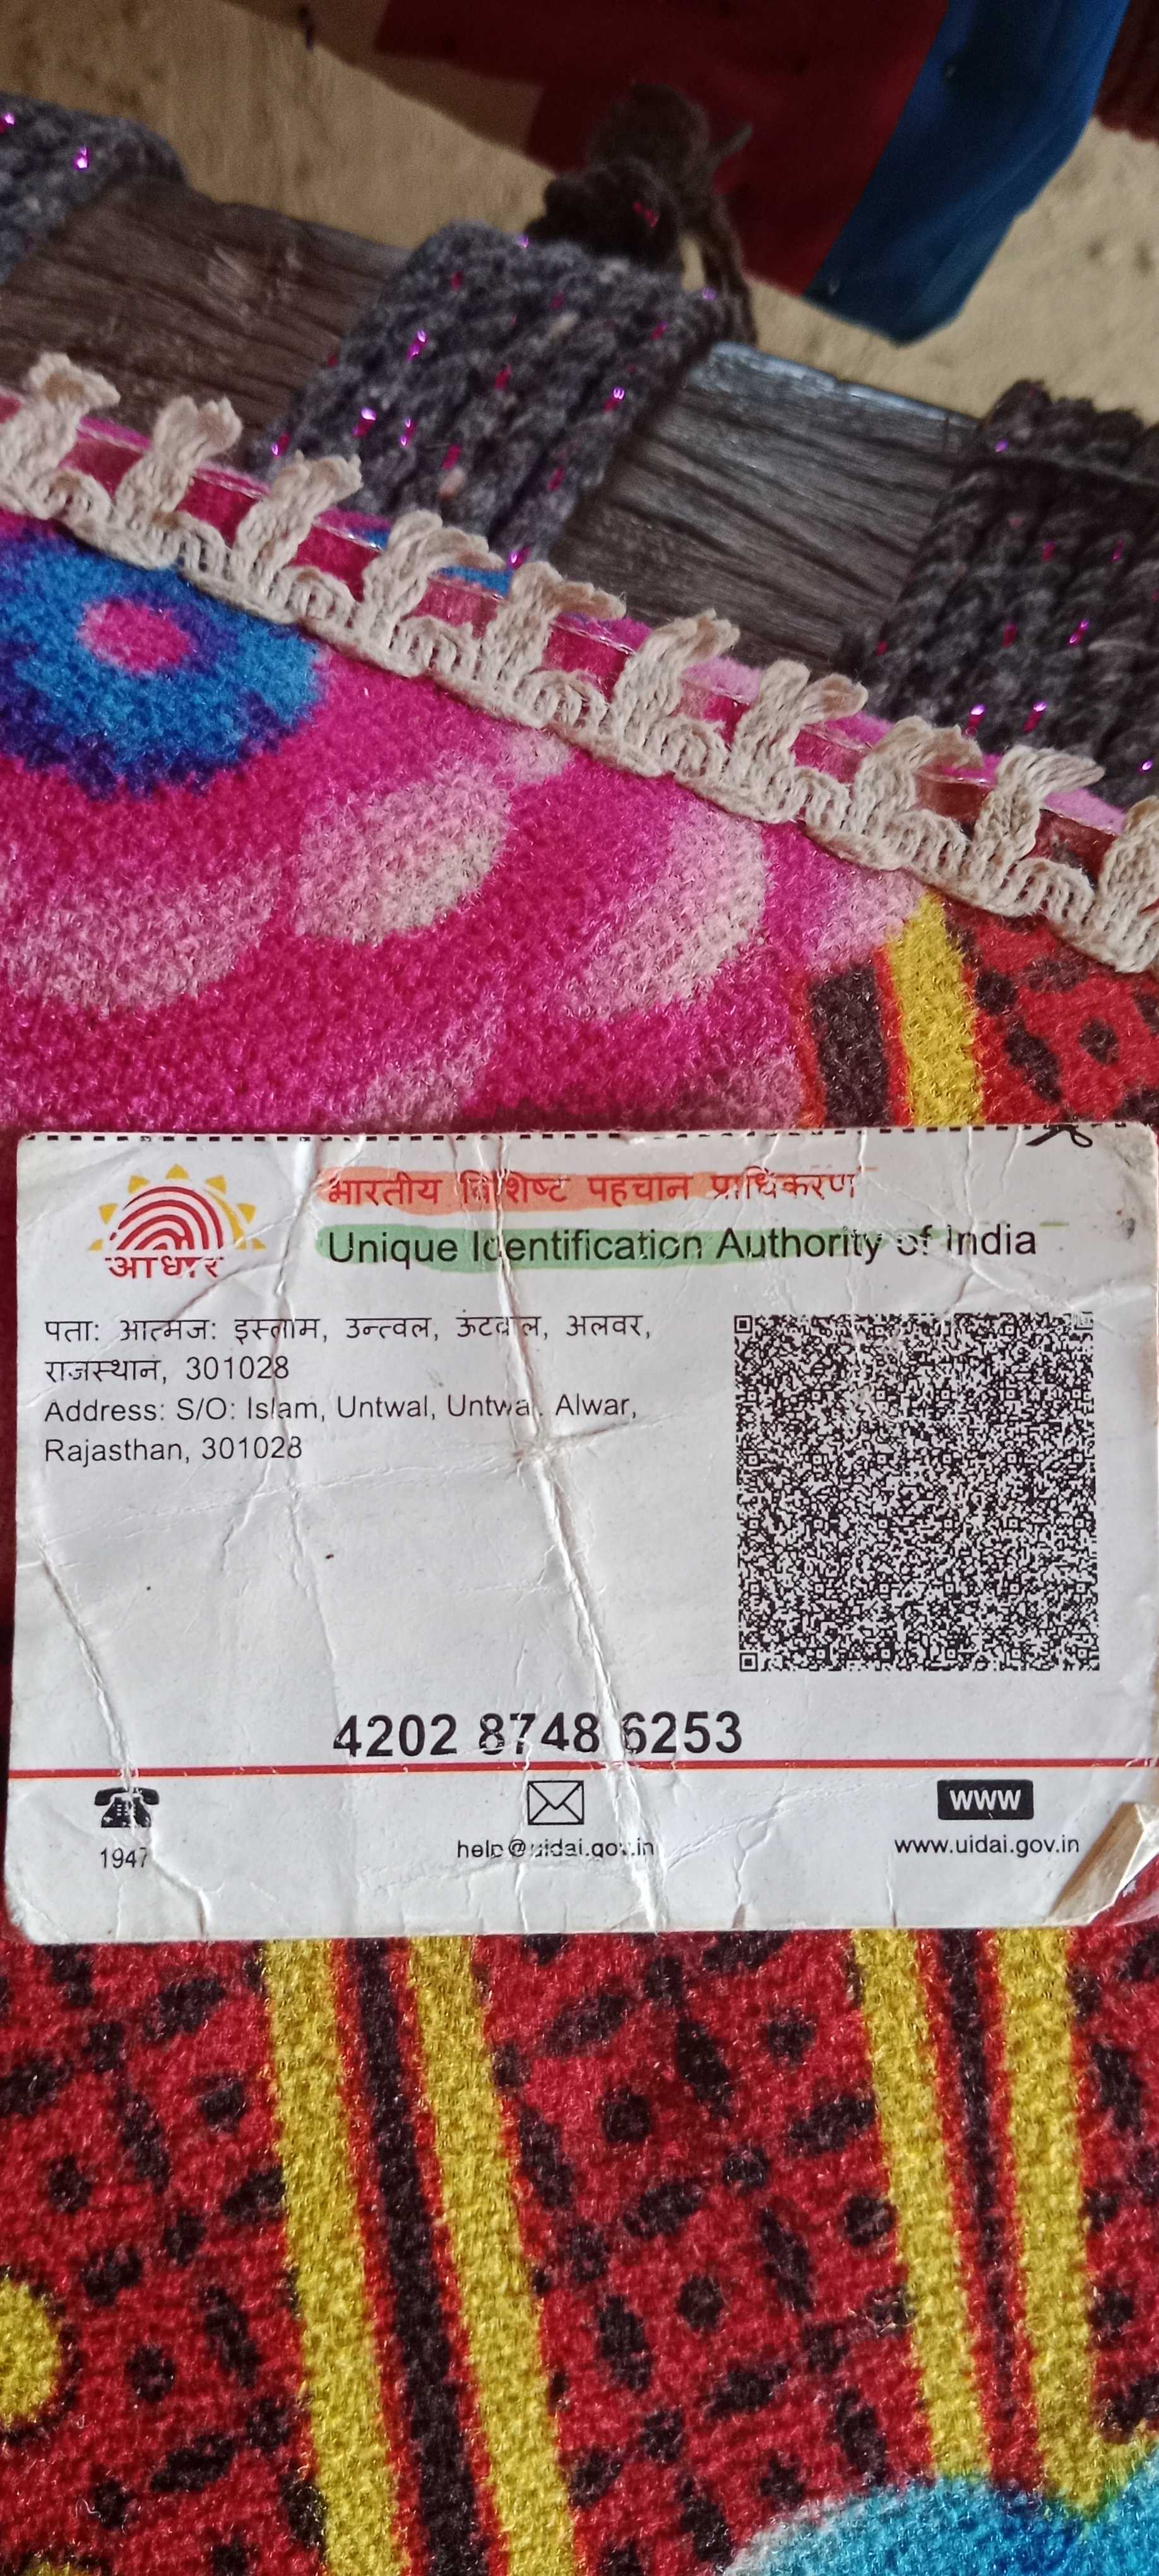 आधार
भारतीय विशिष्ट पहचान प्राधिकरण
Unique Identification Authority of India
पता: आत्मज: इस्लाम, उन्त्वल, ऊंटवाल, अलवर,
राजस्थान, 301028
Address: S/O: Islam, Untwal, Untwal, Alwar,
Rajasthan, 301028
4202 8748 6253
1947
help@uidai.gov.in
WWW
www.uidai.gov.in